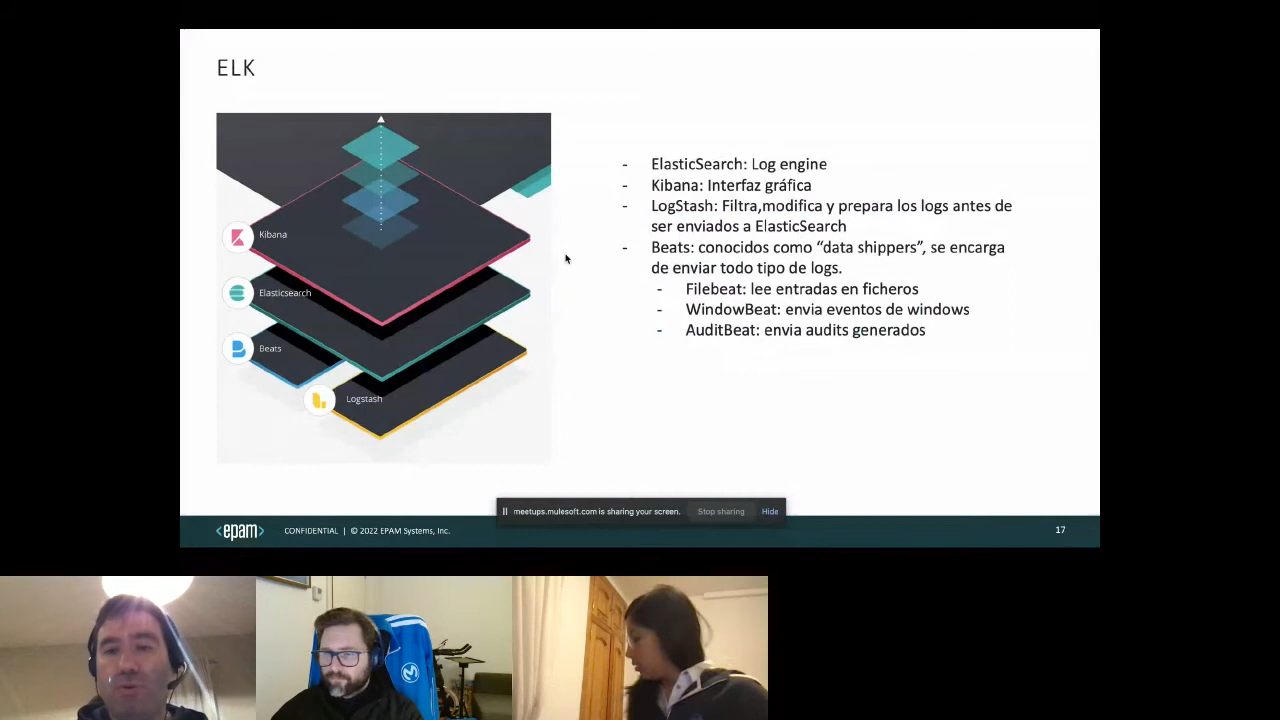 ELK
Kibana
Elasticsearch
Beats
Logstash
- ElasticSearch: Log engine
- Kibana: Interfaz gráfica
- LogStash: Filtra,modifica y prepara los logs antes de
ser enviados a ElasticSearch
- Beats: conocidos como “data shippers”, se encarga
de enviar todo tipo de logs.
- Filebeat: lee entradas en ficheros
- WindowBeat: envia eventos de windows
- AuditBeat: envia audits generados
meetups.mulesoft.com is sharing your screen. Stop sharing Hide
<epam> CONFIDENTIAL | © 2022 EPAM Systems, Inc. 17